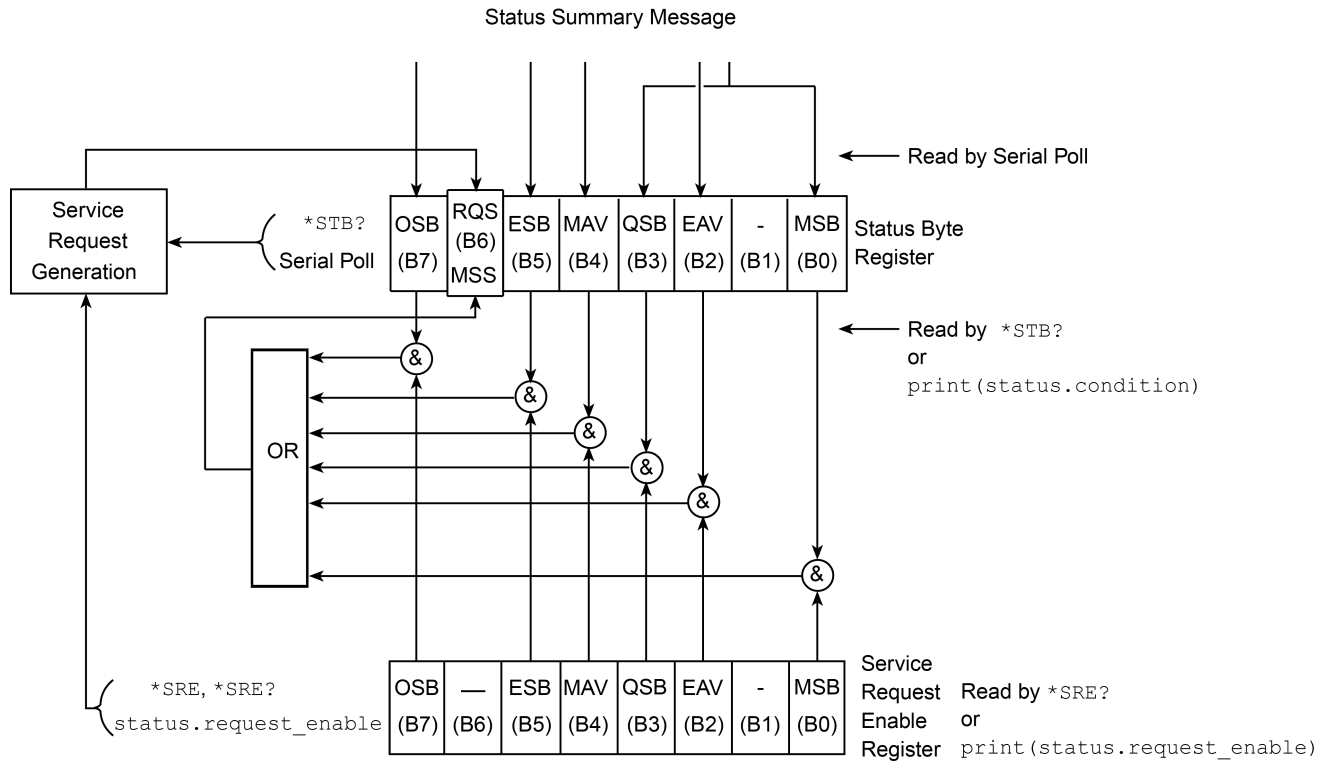 Status Summary Message
Read by Serial Poll
Service
Request
Generation
*STB?
Serial Poll
OSB
(B7)
RQS
(B6)
MSS
ESB
(B5)
MAV
(B4)
QSB
(B3)
EAV
(B2)
-
(B1)
MSB
(B0)
Status Byte
Register
Read by *STB?
or
print(status.condition)
&
&
&
&
&
&
OR
*SRE, *SRE?
status.request_enable
OSB
(B7)
—
(B6)
ESB
(B5)
MAV
(B4)
QSB
(B3)
EAV
(B2)
-
(B1)
MSB
(B0)
Service
Request
Enable
Register
Read by *SRE?
or
print(status.request_enable)